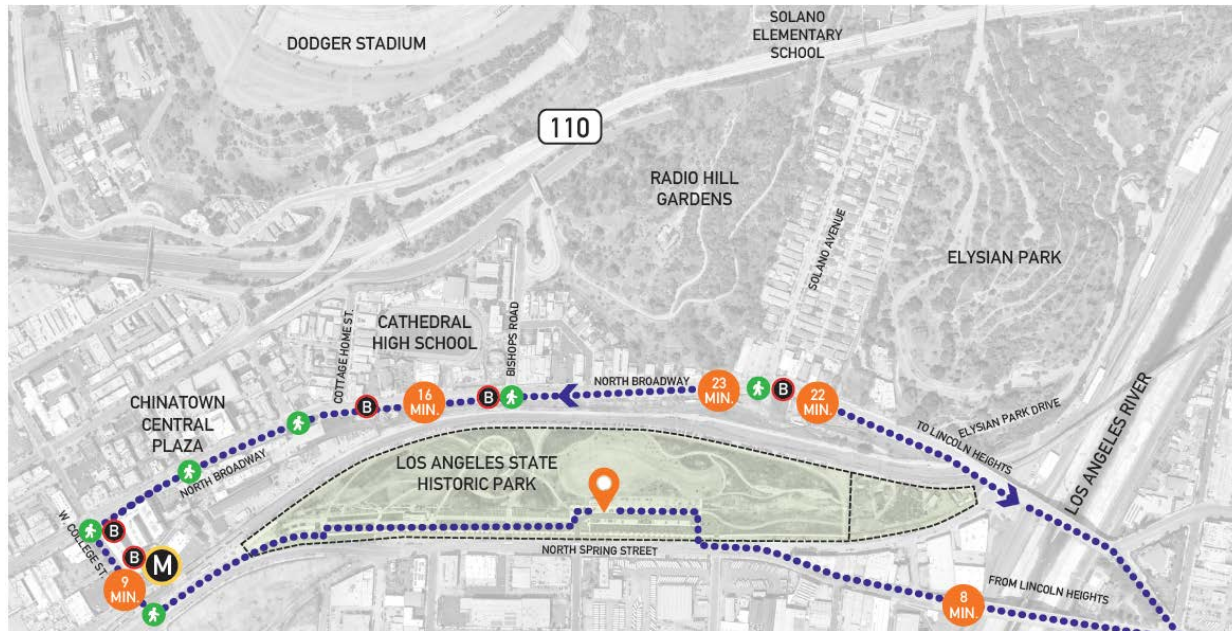 DODGER STADIUM
SOLANO
ELEMENTARY
SCHOOL
110
RADIO HILL
GARDENS
SOLANO AVENUE
ELYSIAN PARK
COTTAGE HOME ST.
CATHEDRAL
HIGH SCHOOL
BISHOPS ROAD
CHINATOWN
CENTRAL
PLAZA
B
16
MIN.
B
NORTH BROADWAY
23
MIN.
B
22
MIN.
TO LINCOLN HEIGHTS
ELYSIAN PARK DRIVE
LOS ANGELES RIVER
NORTH BROADWAY
LOS ANGELES STATE
HISTORIC PARK
W. COLLEGE ST.
B
B
M
9
MIN.
NORTH SPRING STREET
8
MIN.
FROM LINCOLN HEIGHTS